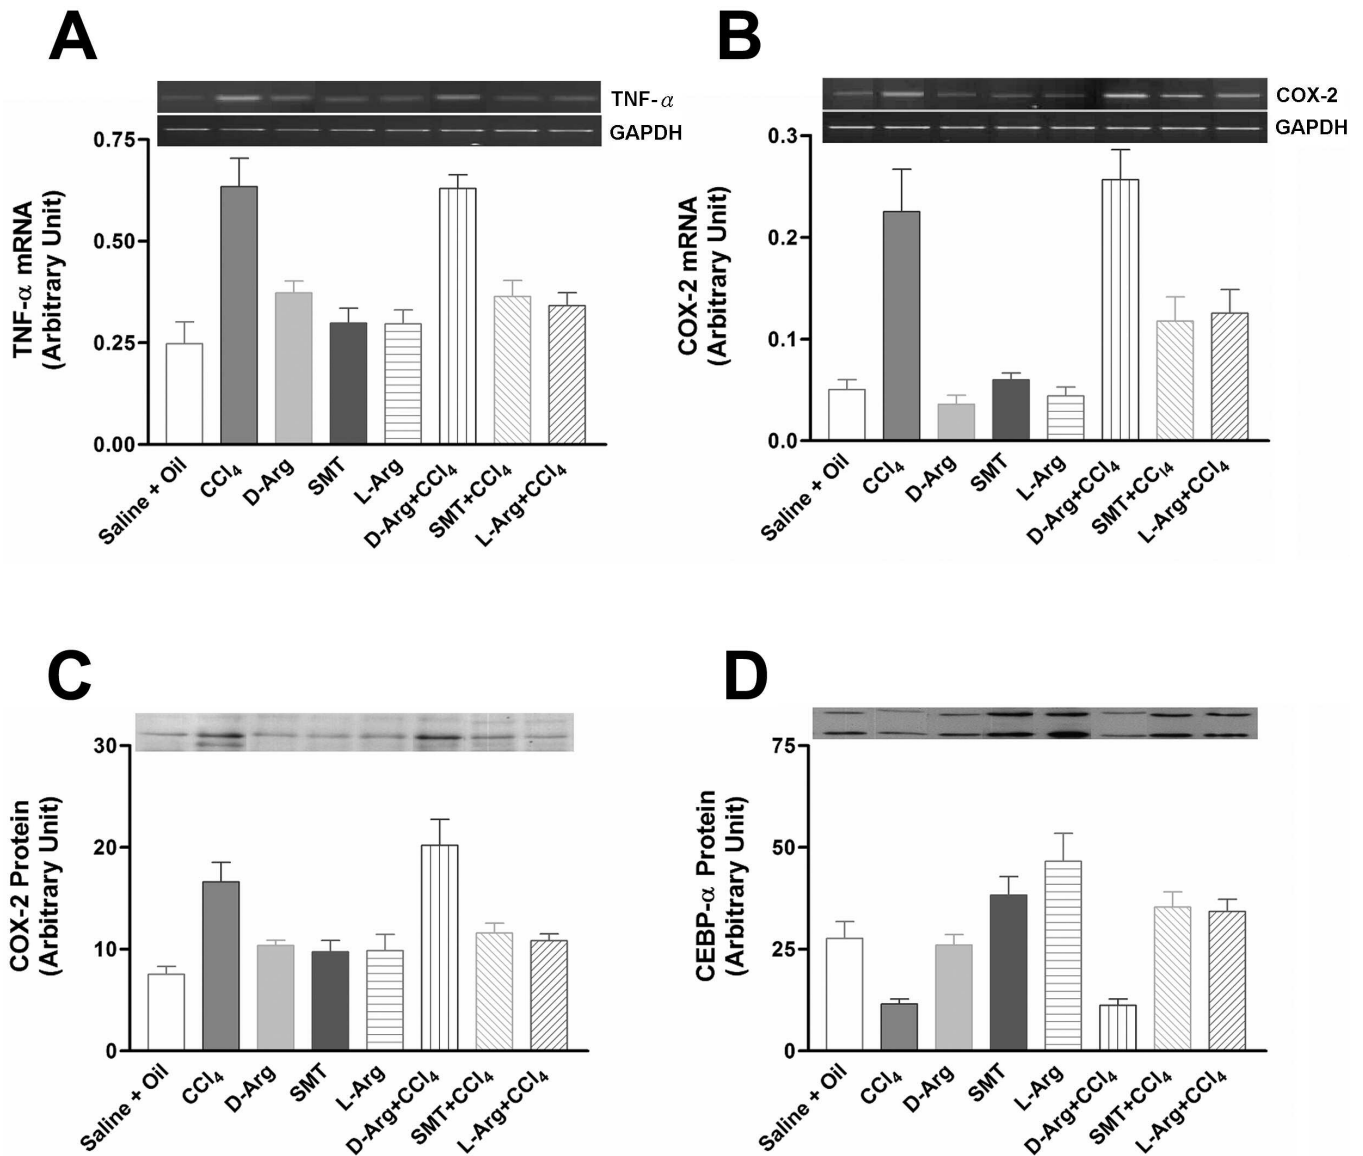 A
TNF-α
GAPDH
0.75
0.50
0.25
0.00
TNF-α mRNA
(Arbitrary Unit)
Saline + Oil
CCl4
D-Arg
SMT
L-Arg
D-Arg+CCl4
SMT+CCl4
L-Arg+CCl4
B
COX-2
GAPDH
0.3
0.2
0.1
0.0
COX-2 mRNA
(Arbitrary Unit)
Saline + Oil
CCl4
D-Arg
SMT
L-Arg
D-Arg+CCl4
SMT+CCl4
L-Arg+CCl4
C
30
20
10
0
COX-2 Protein
(Arbitrary Unit)
Saline + Oil
CCl4
D-Arg
SMT
L-Arg
D-Arg+CCl4
SMT+CCl4
L-Arg+CCl4
D
75
50
25
0
CEBP-α Protein
(Arbitrary Unit)
Saline + Oil
CCl4
D-Arg
SMT
L-Arg
D-Arg+CCl4
SMT+CCl4
L-Arg+CCl4